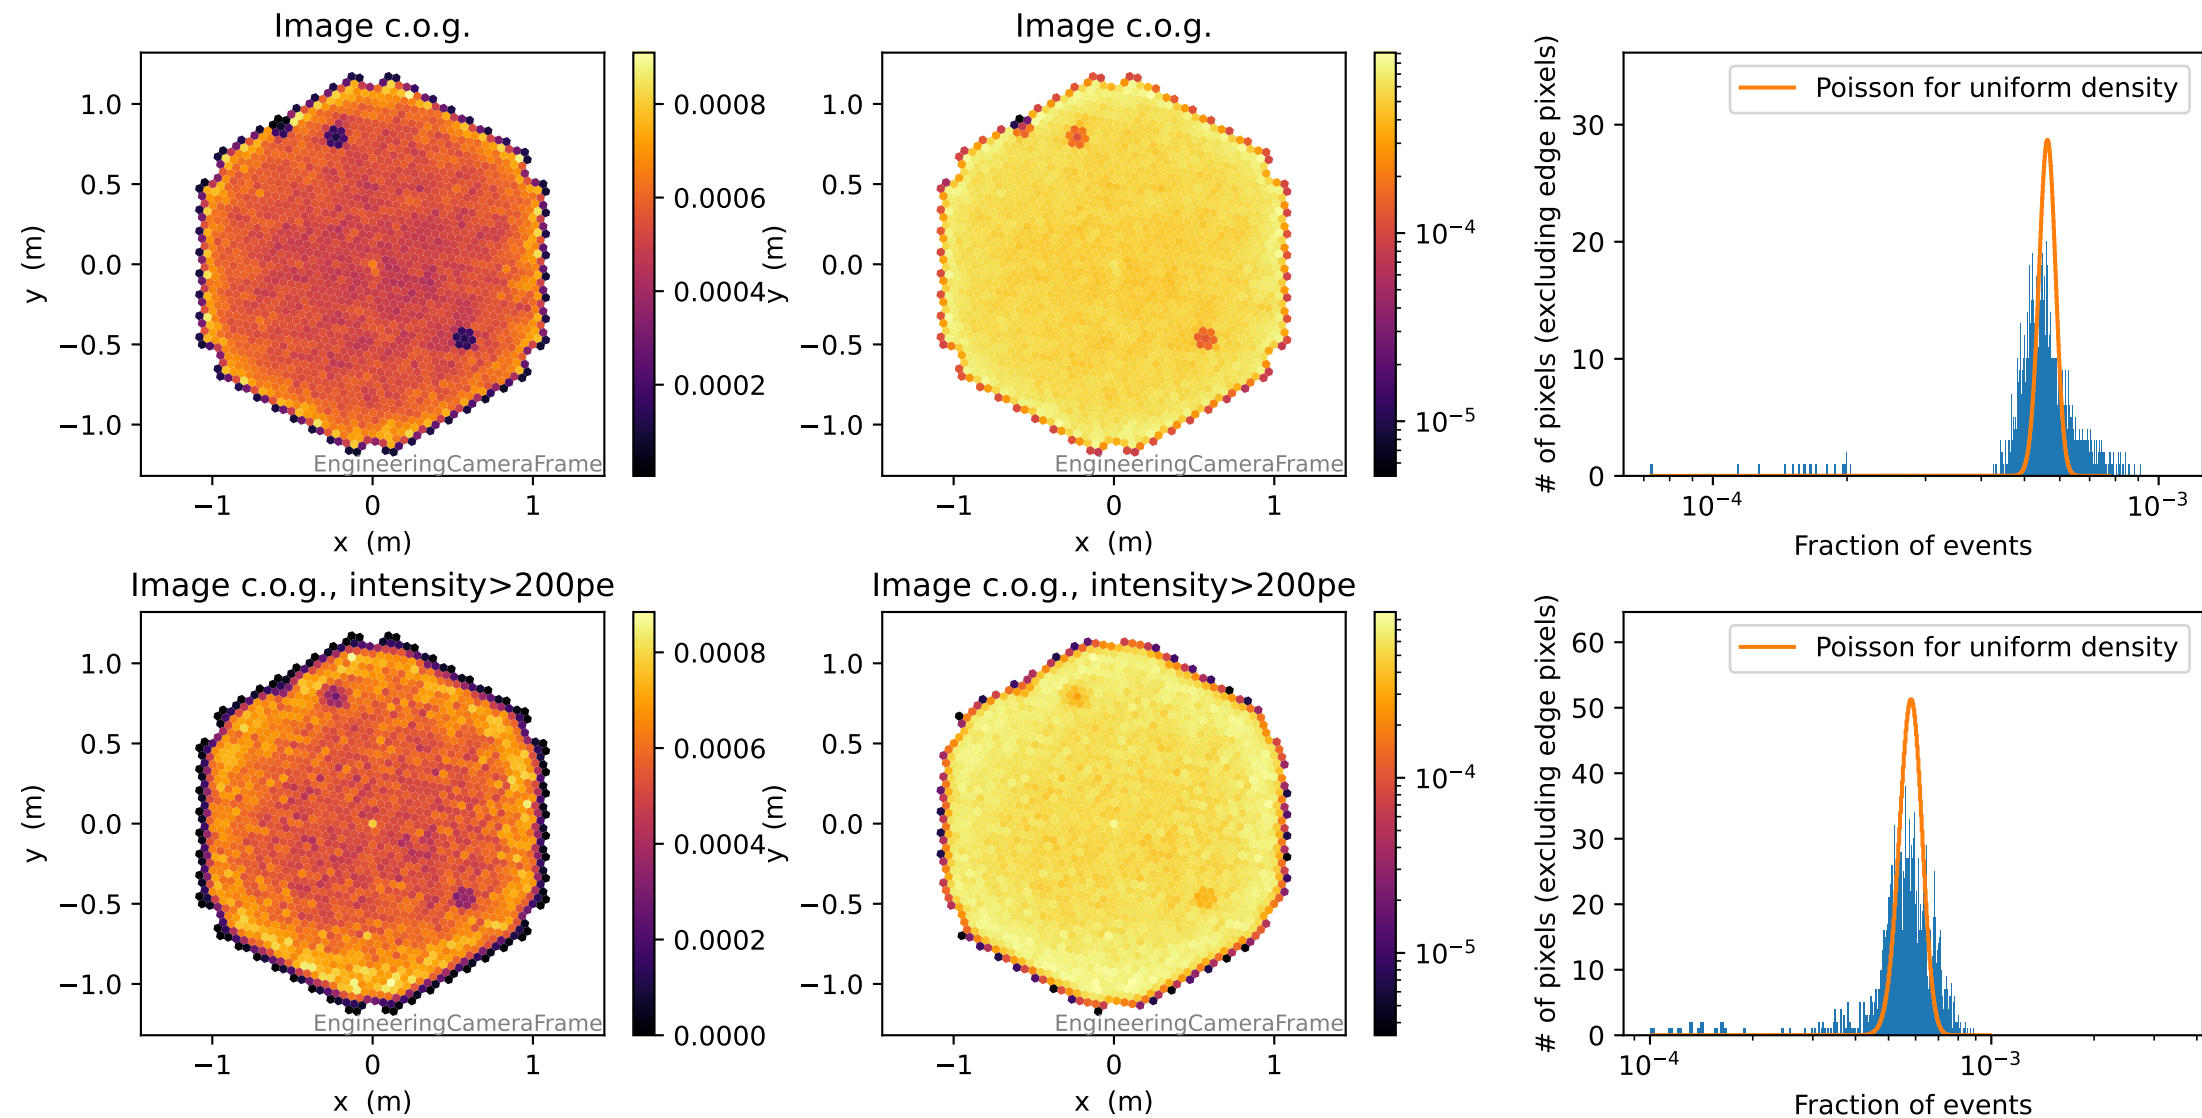 Image c.o.g.
1.0
0.5
0.0
−0.5
−1.0
−1
0
1
x (m)
y (m)
EngineeringCameraFrame
0.0008
0.0006
0.0004
0.0002
Image c.o.g.
1.0
0.5
0.0
−0.5
−1.0
−1
0
1
x (m)
y (m)
EngineeringCameraFrame
10−4
10−5
Poisson for uniform density
30
20
10
0
10−4
10−3
Fraction of events
# of pixels (excluding edge pixels)
Image c.o.g., intensity>200pe
1.0
0.5
0.0
−0.5
−1.0
−1
0
1
x (m)
y (m)
EngineeringCameraFrame
0.0008
0.0006
0.0004
0.0002
0.0000
Image c.o.g., intensity>200pe
1.0
0.5
0.0
−0.5
−1.0
−1
0
1
x (m)
y (m)
EngineeringCameraFrame
10−4
10−5
Poisson for uniform density
60
50
40
30
20
10
0
10−4
10−3
Fraction of events
# of pixels (excluding edge pixels)